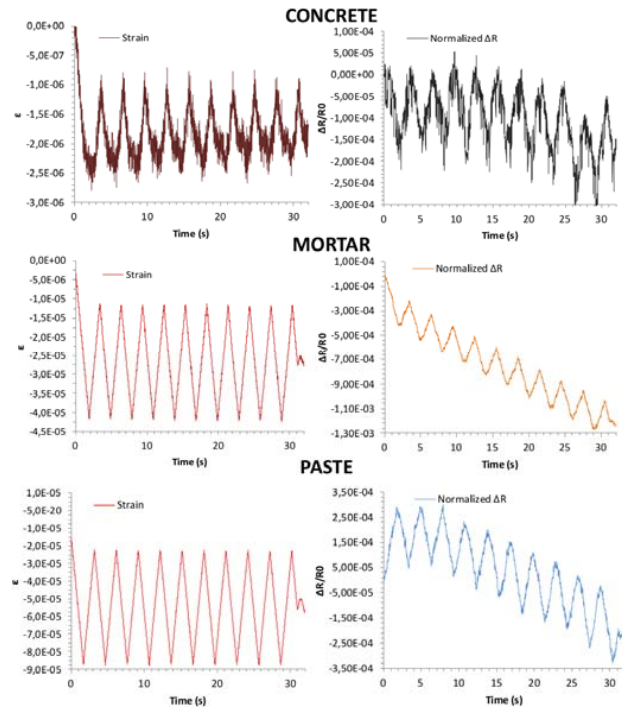 CONCRETE
0,0E+00
-5,0E-07
-1,0E-06
-1,5E-06
-2,0E-06
-2,5E-06
-3,0E-06
ε
Strain
0 10 20 30
Time (s)
1,00E-04
0,00E+00
-5,00E-05
-1,00E-04
-2,00E-04
-3,00E-04
ΔR/R0
Normalized ΔR
0 5 10 15 20 25 30
Time (s)
MORTAR
0,0E+00
-5,0E-06
-1,0E-05
-1,5E-05
-2,0E-05
-2,5E-05
-3,0E-05
-3,5E-05
-4,0E-05
-4,5E-05
ε
Strain
0 10 20 30
Time (s)
1,00E-04
-1,00E-04
-3,00E-04
-5,00E-04
-7,00E-04
-9,00E-04
-1,10E-03
-1,30E-03
ΔR/R0
Normalized ΔR
0 5 10 15 20 25 30
Time (s)
PASTE
1,0E-05
-5,0E-20
-1,0E-05
-2,0E-05
-3,0E-05
-4,0E-05
-5,0E-05
-6,0E-05
-7,0E-05
-8,0E-05
-9,0E-05
ε
Strain
0 10 20 30
Time (s)
3,50E-04
2,50E-04
1,50E-04
5,00E-05
-5,00E-05
-1,50E-04
-2,50E-04
-3,50E-04
ΔR/R0
Normalized ΔR
0 5 10 15 20 25 30
Time (s)